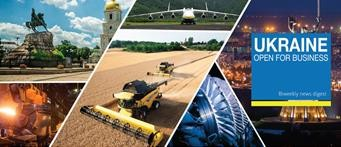 UKRAINE
OPEN FOR BUSINESS
Biweekly news digest